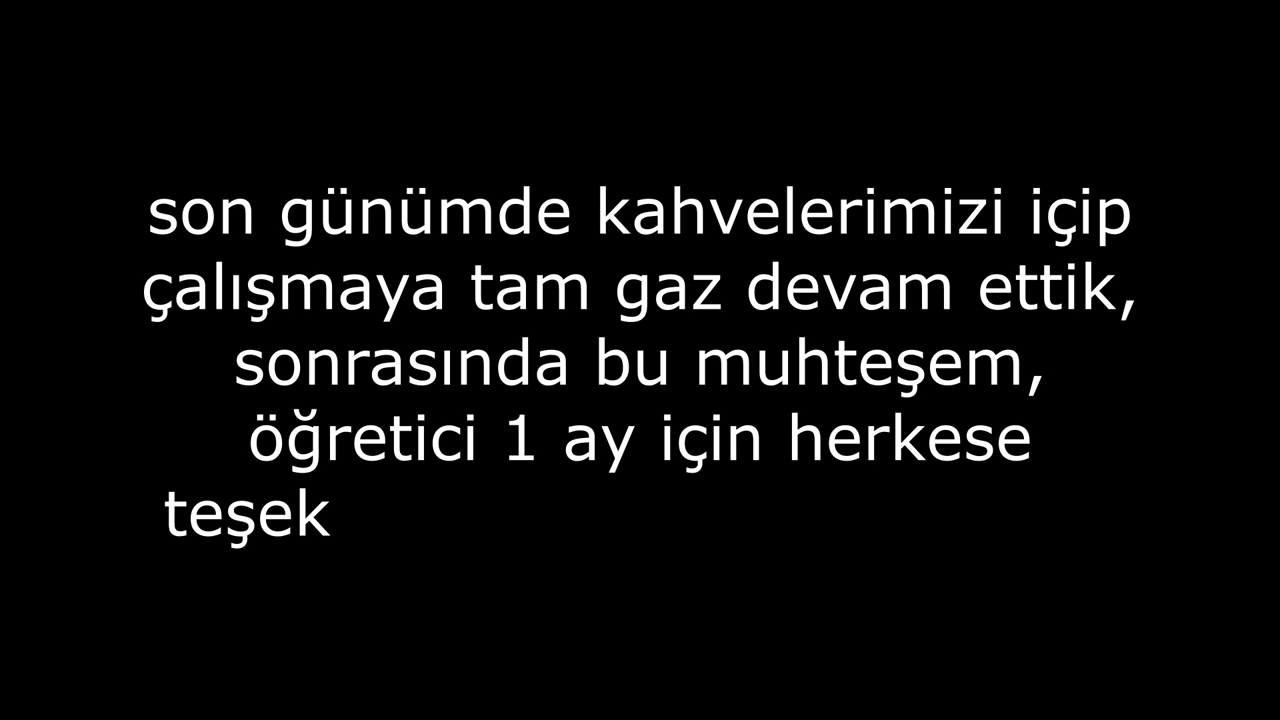 son günümde kahvelerimizi içip
çalışmaya tam gaz devam ettik,
sonrasında bu muhteşem,
öğretici 1 ay için herkese
teşek